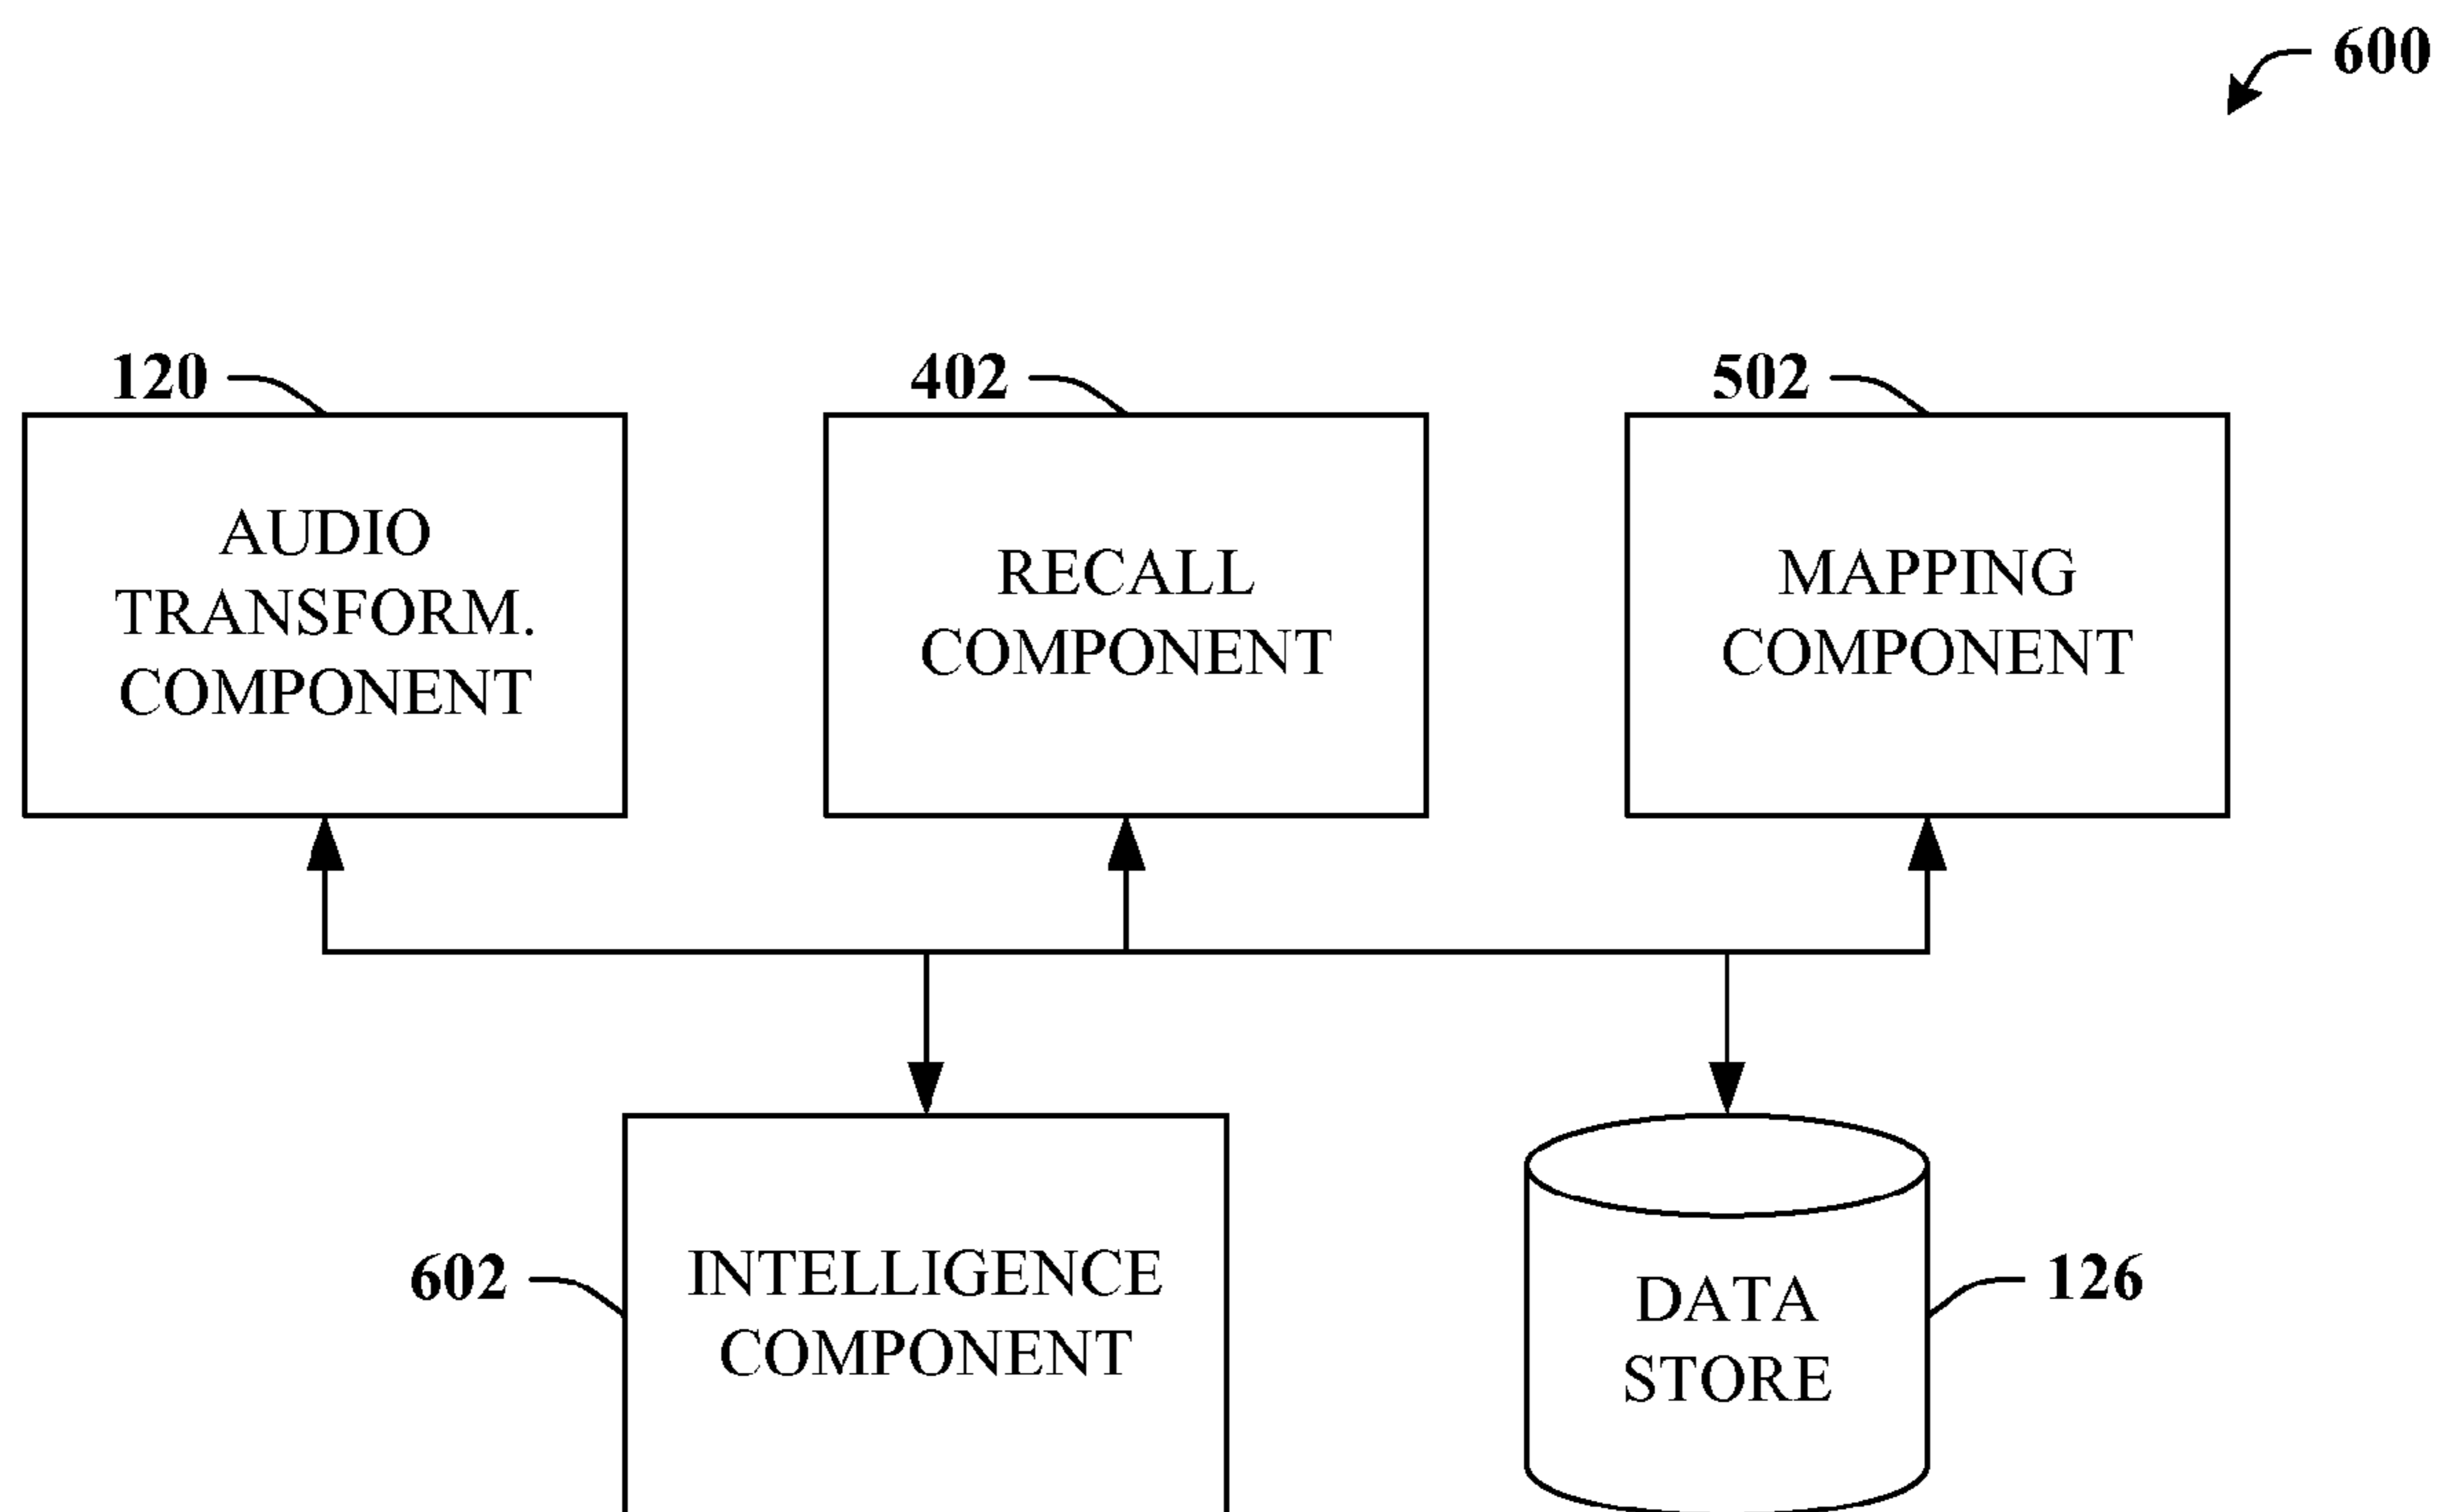 600
120
402
502
AUDIO
TRANSFORM.
COMPONENT
RECALL
COMPONENT
MAPPING
COMPONENT
602
INTELLIGENCE
COMPONENT
DATA
STORE
126